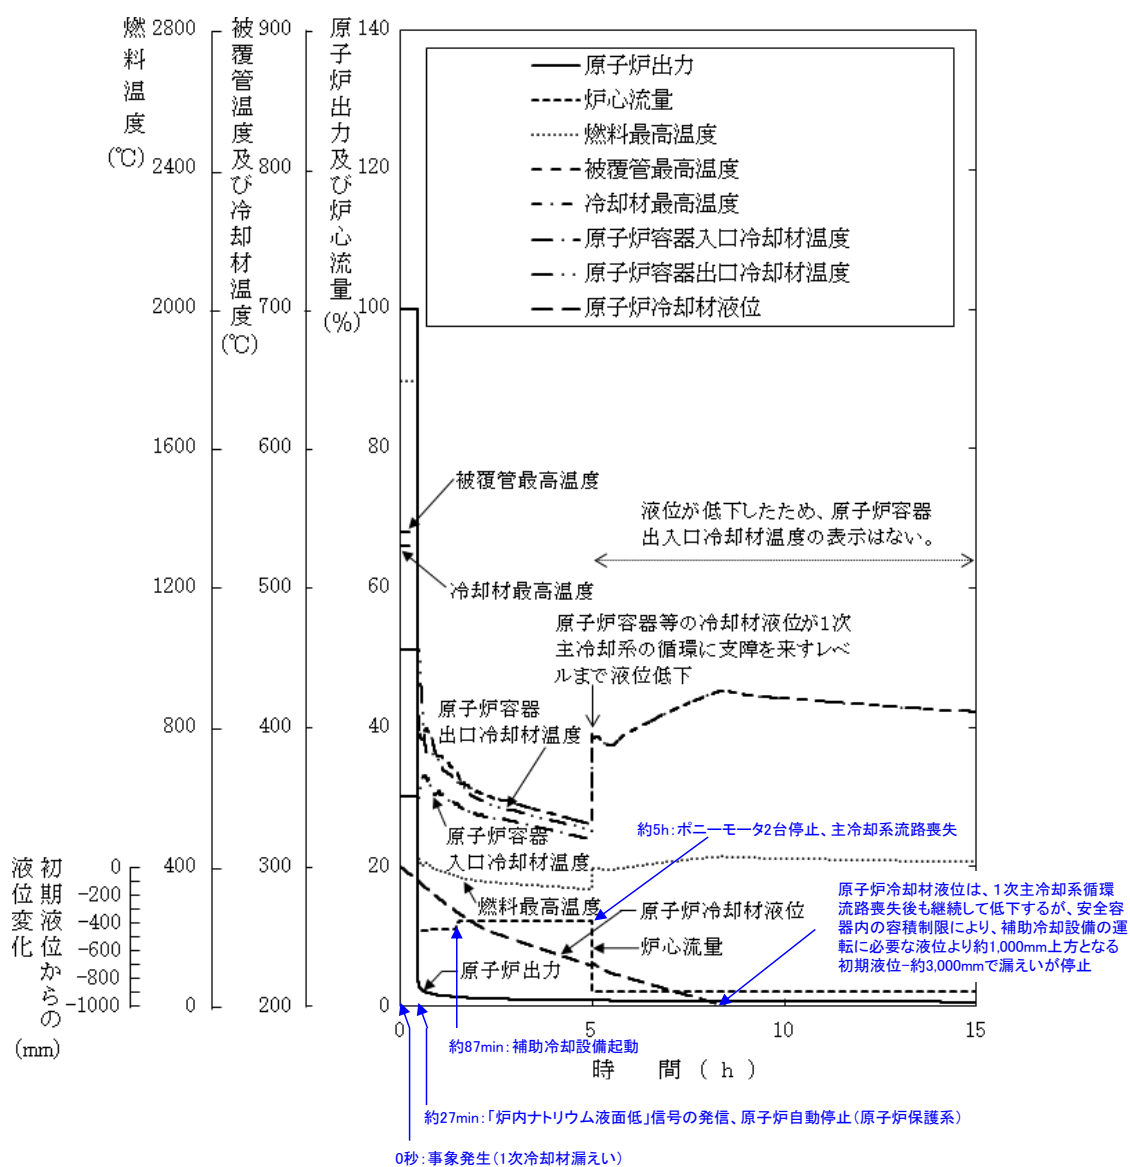 燃料温度
(℃)
2800
2400
2000
1600
1200
800
400
0
被覆管温度及び冷却材温度
(℃)
900
800
700
600
500
400
300
200
原子炉出力及び炉心流量
(%)
140
120
100
80
60
40
20
0
初期液位からの
液位変化
(mm)
0
-200
-400
-600
-800
-1000
原子炉出力
炉心流量
燃料最高温度
被覆管最高温度
冷却材最高温度
原子炉容器入口冷却材温度
原子炉容器出口冷却材温度
原子炉冷却材液位
被覆管最高温度
冷却材最高温度
液位が低下したため、原子炉容器
出入口冷却材温度の表示はない。
原子炉容器等の冷却材液位が1次
主冷却系の循環に支障を来すレベ
ルまで液位低下
原子炉容器
出口冷却材温度
原子炉容器
入口冷却材温度
燃料最高温度
原子炉冷却材液位
炉心流量
原子炉出力
約5h:ポニーモータ2台停止、主冷却系流路喪失
原子炉冷却材液位は、1次主冷却系循環
流路喪失後も継続して低下するが、安全容
器内の容積制限により、補助冷却設備の運
転に必要な液位より約1,000mm上方となる
初期液位-約3,000mmで漏えいが停止
0
5
10
15
時 間 ( h )
約87min:補助冷却設備起動
約27min:「炉内ナトリウム液面低」信号の発信、原子炉自動停止(原子炉保護系)
0秒:事象発生(1次冷却材漏えい)